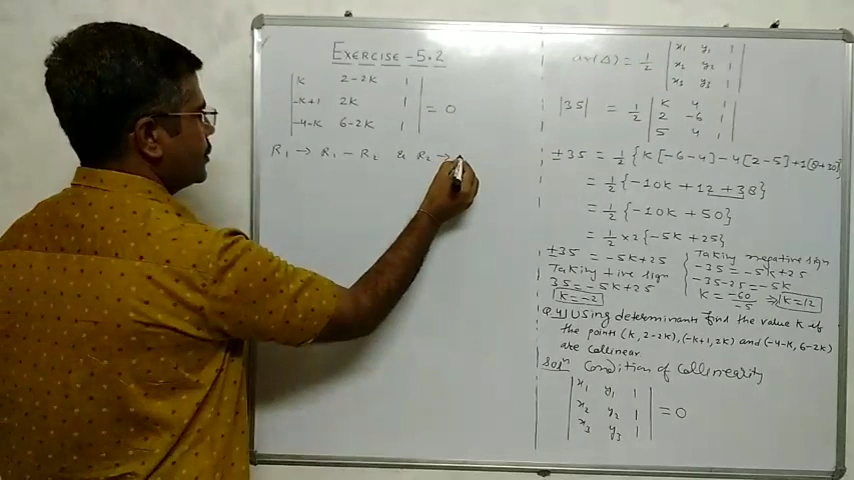 EXERCISE - 5.2
K 2-2K 1
-K+1 2K 1 = 0
-4-K 6-2K 1
R1 → R1 - R2 & R2 →
ar(Δ) = 1/2 | x1 y1 1 |
| x2 y2 1 |
| x3 y3 1 |
|35| = 1/2 | K 4 1 |
| 2 -6 1 |
| 5 4 1 |
±35 = 1/2 {K[-6-4] - 4[2-5] + 1(8+30)}
= 1/2 {-10K + 12 + 38}
= 1/2 {-10K + 50}
= 1/2 x2 {-5K + 25}
±35 = -5K + 25
Taking +ive sign
35 = -5K + 25
K = -2
Taking negative sign
-35 = -5K + 25
-35-25 = -5K
K = -60/-5 ⇒ K = 12
Q.4) Using determinants find the value K if
the points (K, 2-2K), (-K+1, 2K) and (-4-K, 6-2K)
are collinear
Solⁿ Condition of Collinearity
| x1 y1 1 |
| x2 y2 1 | = 0
| x3 y3 1 |